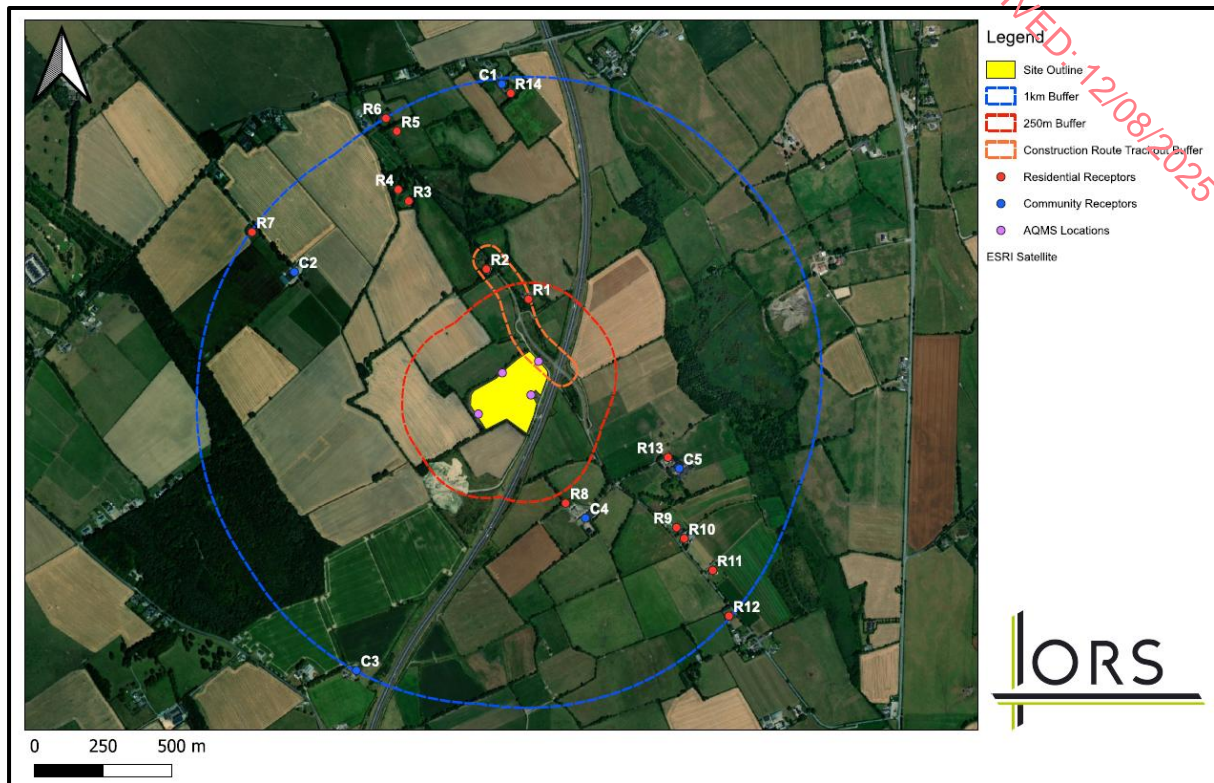 C1
R14
R6
R5
R4
R3
R7
C2
R2
R1
R13
C5
R8
C4
R9
R10
R11
R12
C3
Legend
Site Outline
1km Buffer
250m Buffer
Construction Route Trackout Buffer
Residential Receptors
Community Receptors
AQMS Locations
ESRI Satellite
12/08/2025
ORS
0 250 500 m